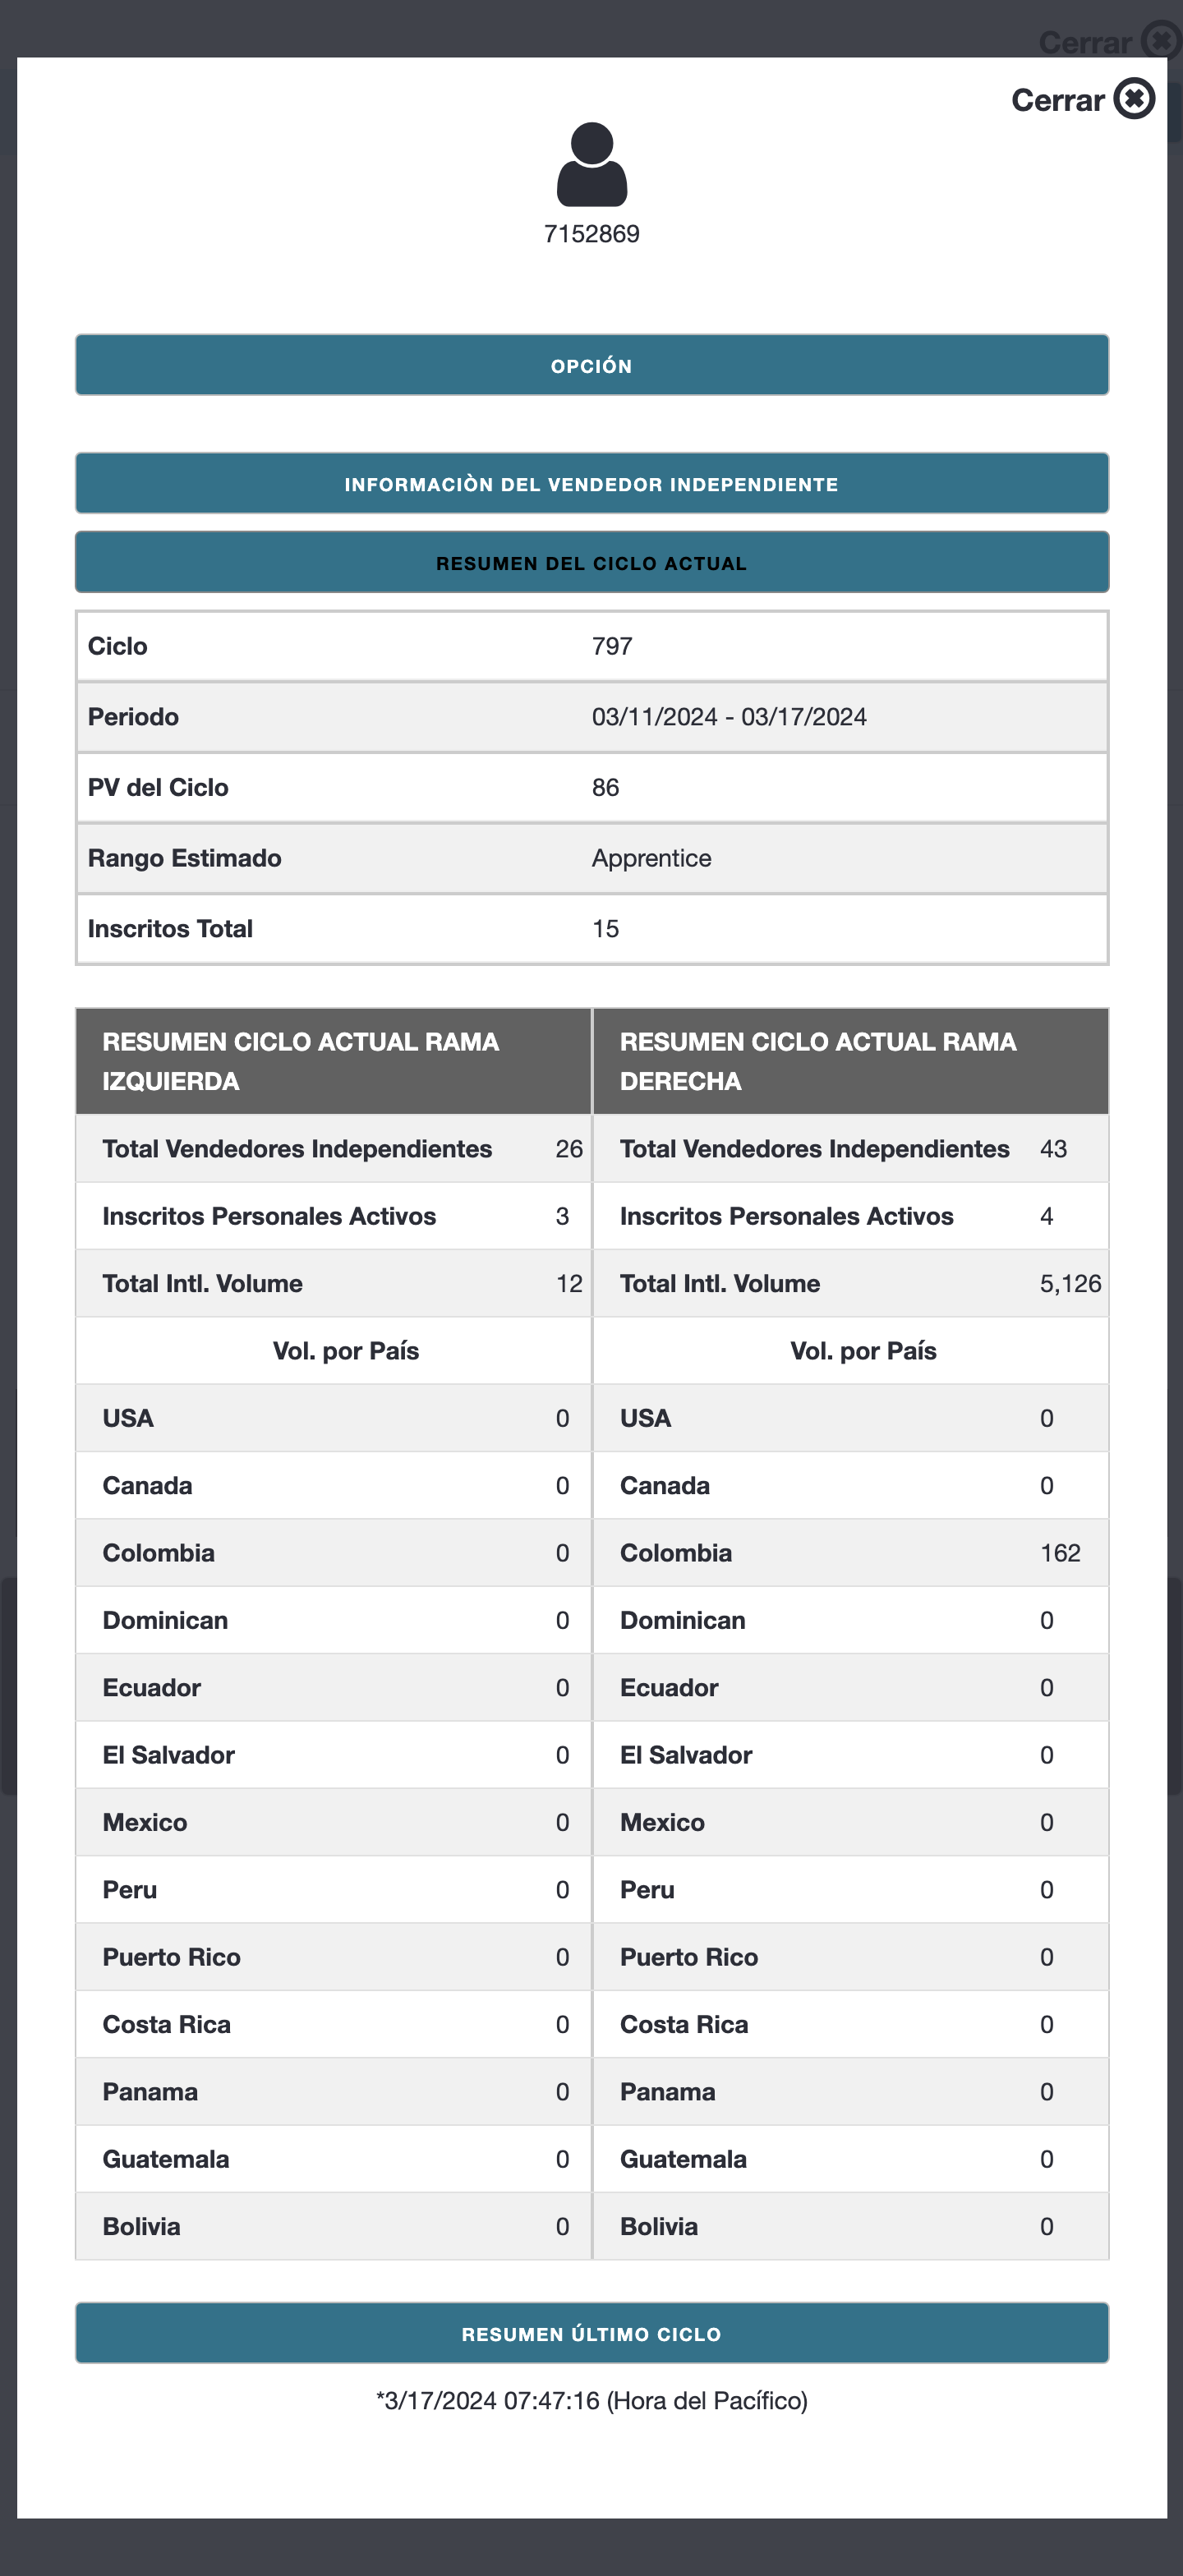 Cerrar
Cerrar
7152869
OPCIÓN
INFORMACIÒN DEL VENDEDOR INDEPENDIENTE
RESUMEN DEL CICLO ACTUAL
Ciclo 797
Periodo 03/11/2024 - 03/17/2024
PV del Ciclo 86
Rango Estimado Apprentice
Inscritos Total 15
RESUMEN CICLO ACTUAL RAMA
IZQUIERDA
RESUMEN CICLO ACTUAL RAMA
DERECHA
Total Vendedores Independientes 26 Total Vendedores Independientes 43
Inscritos Personales Activos 3 Inscritos Personales Activos 4
Total Intl. Volume 12 Total Intl. Volume 5,126
Vol. por País Vol. por País
USA 0 USA 0
Canada 0 Canada 0
Colombia 0 Colombia 162
Dominican 0 Dominican 0
Ecuador 0 Ecuador 0
El Salvador 0 El Salvador 0
Mexico 0 Mexico 0
Peru 0 Peru 0
Puerto Rico 0 Puerto Rico 0
Costa Rica 0 Costa Rica 0
Panama 0 Panama 0
Guatemala 0 Guatemala 0
Bolivia 0 Bolivia 0
RESUMEN ÚLTIMO CICLO
*3/17/2024 07:47:16 (Hora del Pacífico)